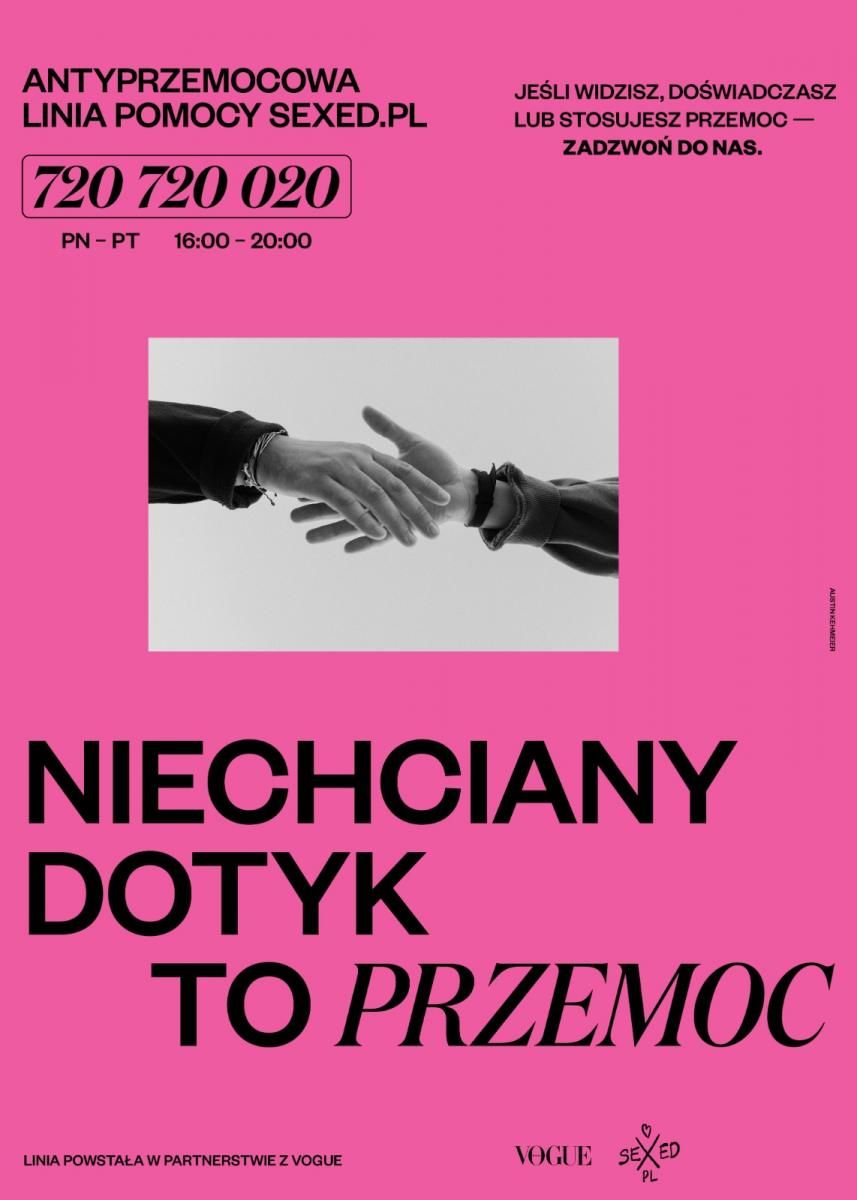 ANTYPRZEMOCOWA
LINIA POMOCY SEXED.PL
720 720 020
PN – PT 16:00 – 20:00
JEŚLI WIDZISZ, DOŚWIADCZASZ
LUB STOSUJESZ PRZEMOC —
ZADZWOŃ DO NAS.
AUSTIN KEHMEIER
NIECHCIANY
DOTYK
TO PRZEMOC
LINIA POWSTAŁA W PARTNERSTWIE Z VOGUE
VOGUE
SEXED
PL